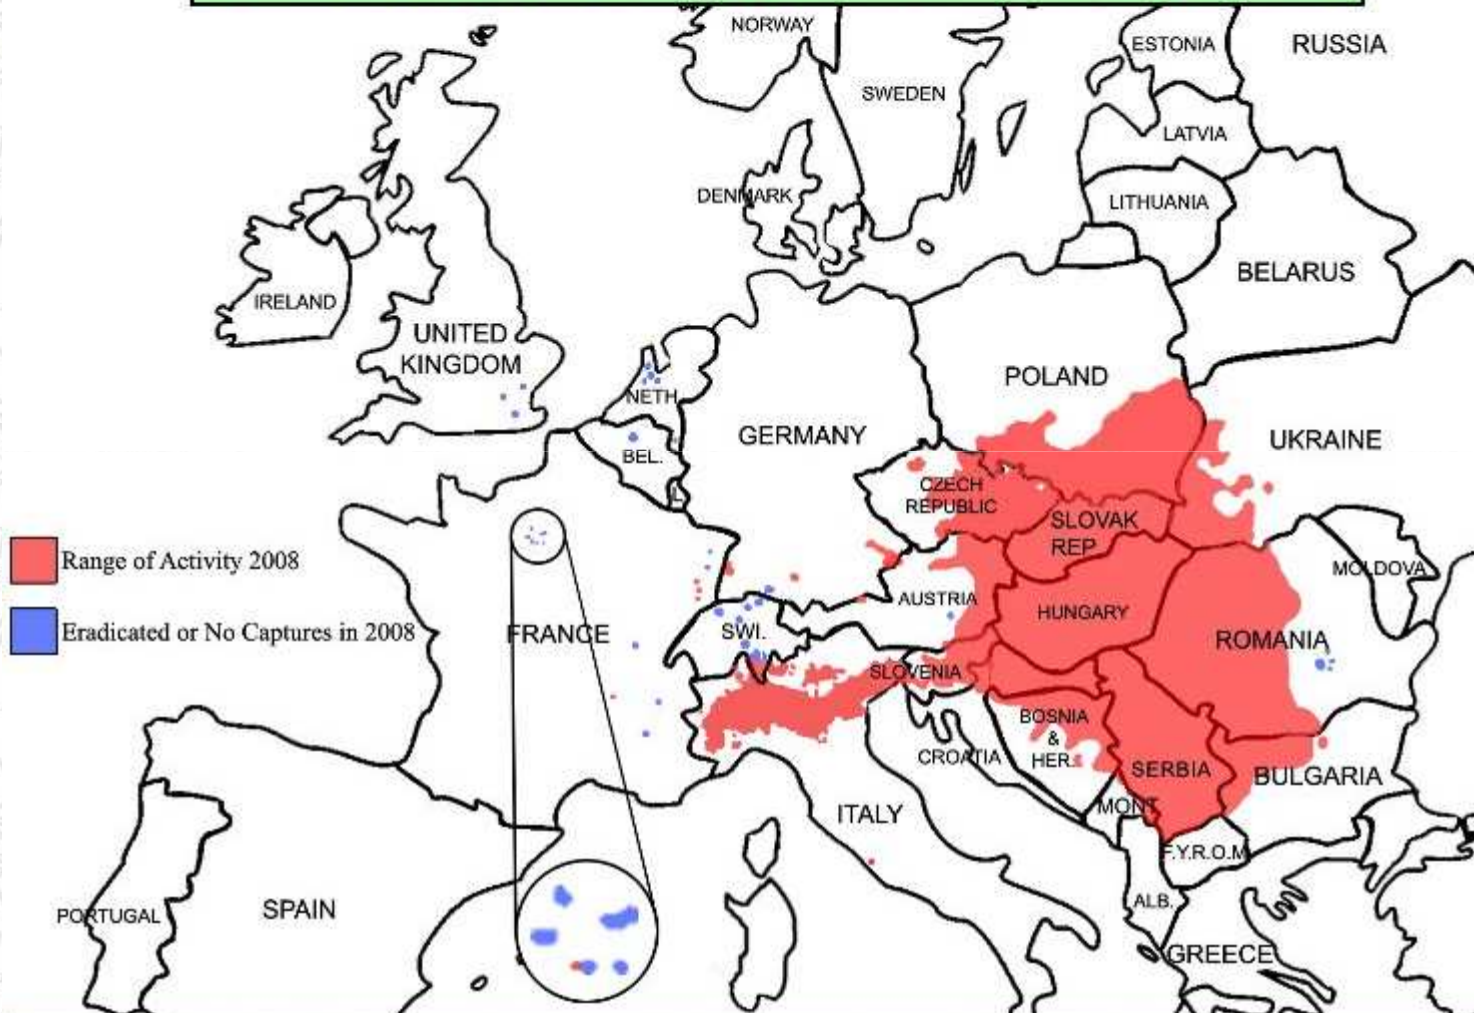 NORWAY
ESTONIA
RUSSIA
SWEDEN
LATVIA
DENMARK
LITHUANIA
BELARUS
IRELAND
UNITED
KINGDOM
POLAND
NETH.
GERMANY
UKRAINE
BEL.
L
CZECH
REPUBLIC
SLOVAK
REP.
Range of Activity 2008
MOLDOVA
AUSTRIA
HUNGARY
Eradicated or No Captures in 2008
FRANCE
SWI.
ROMANIA
SLOVENIA
BOSNIA
&
HER.
CROATIA
SERBIA
BULGARIA
MONT
ITALY
F.Y.R.O.M
ALB.
PORTUGAL
SPAIN
GREECE